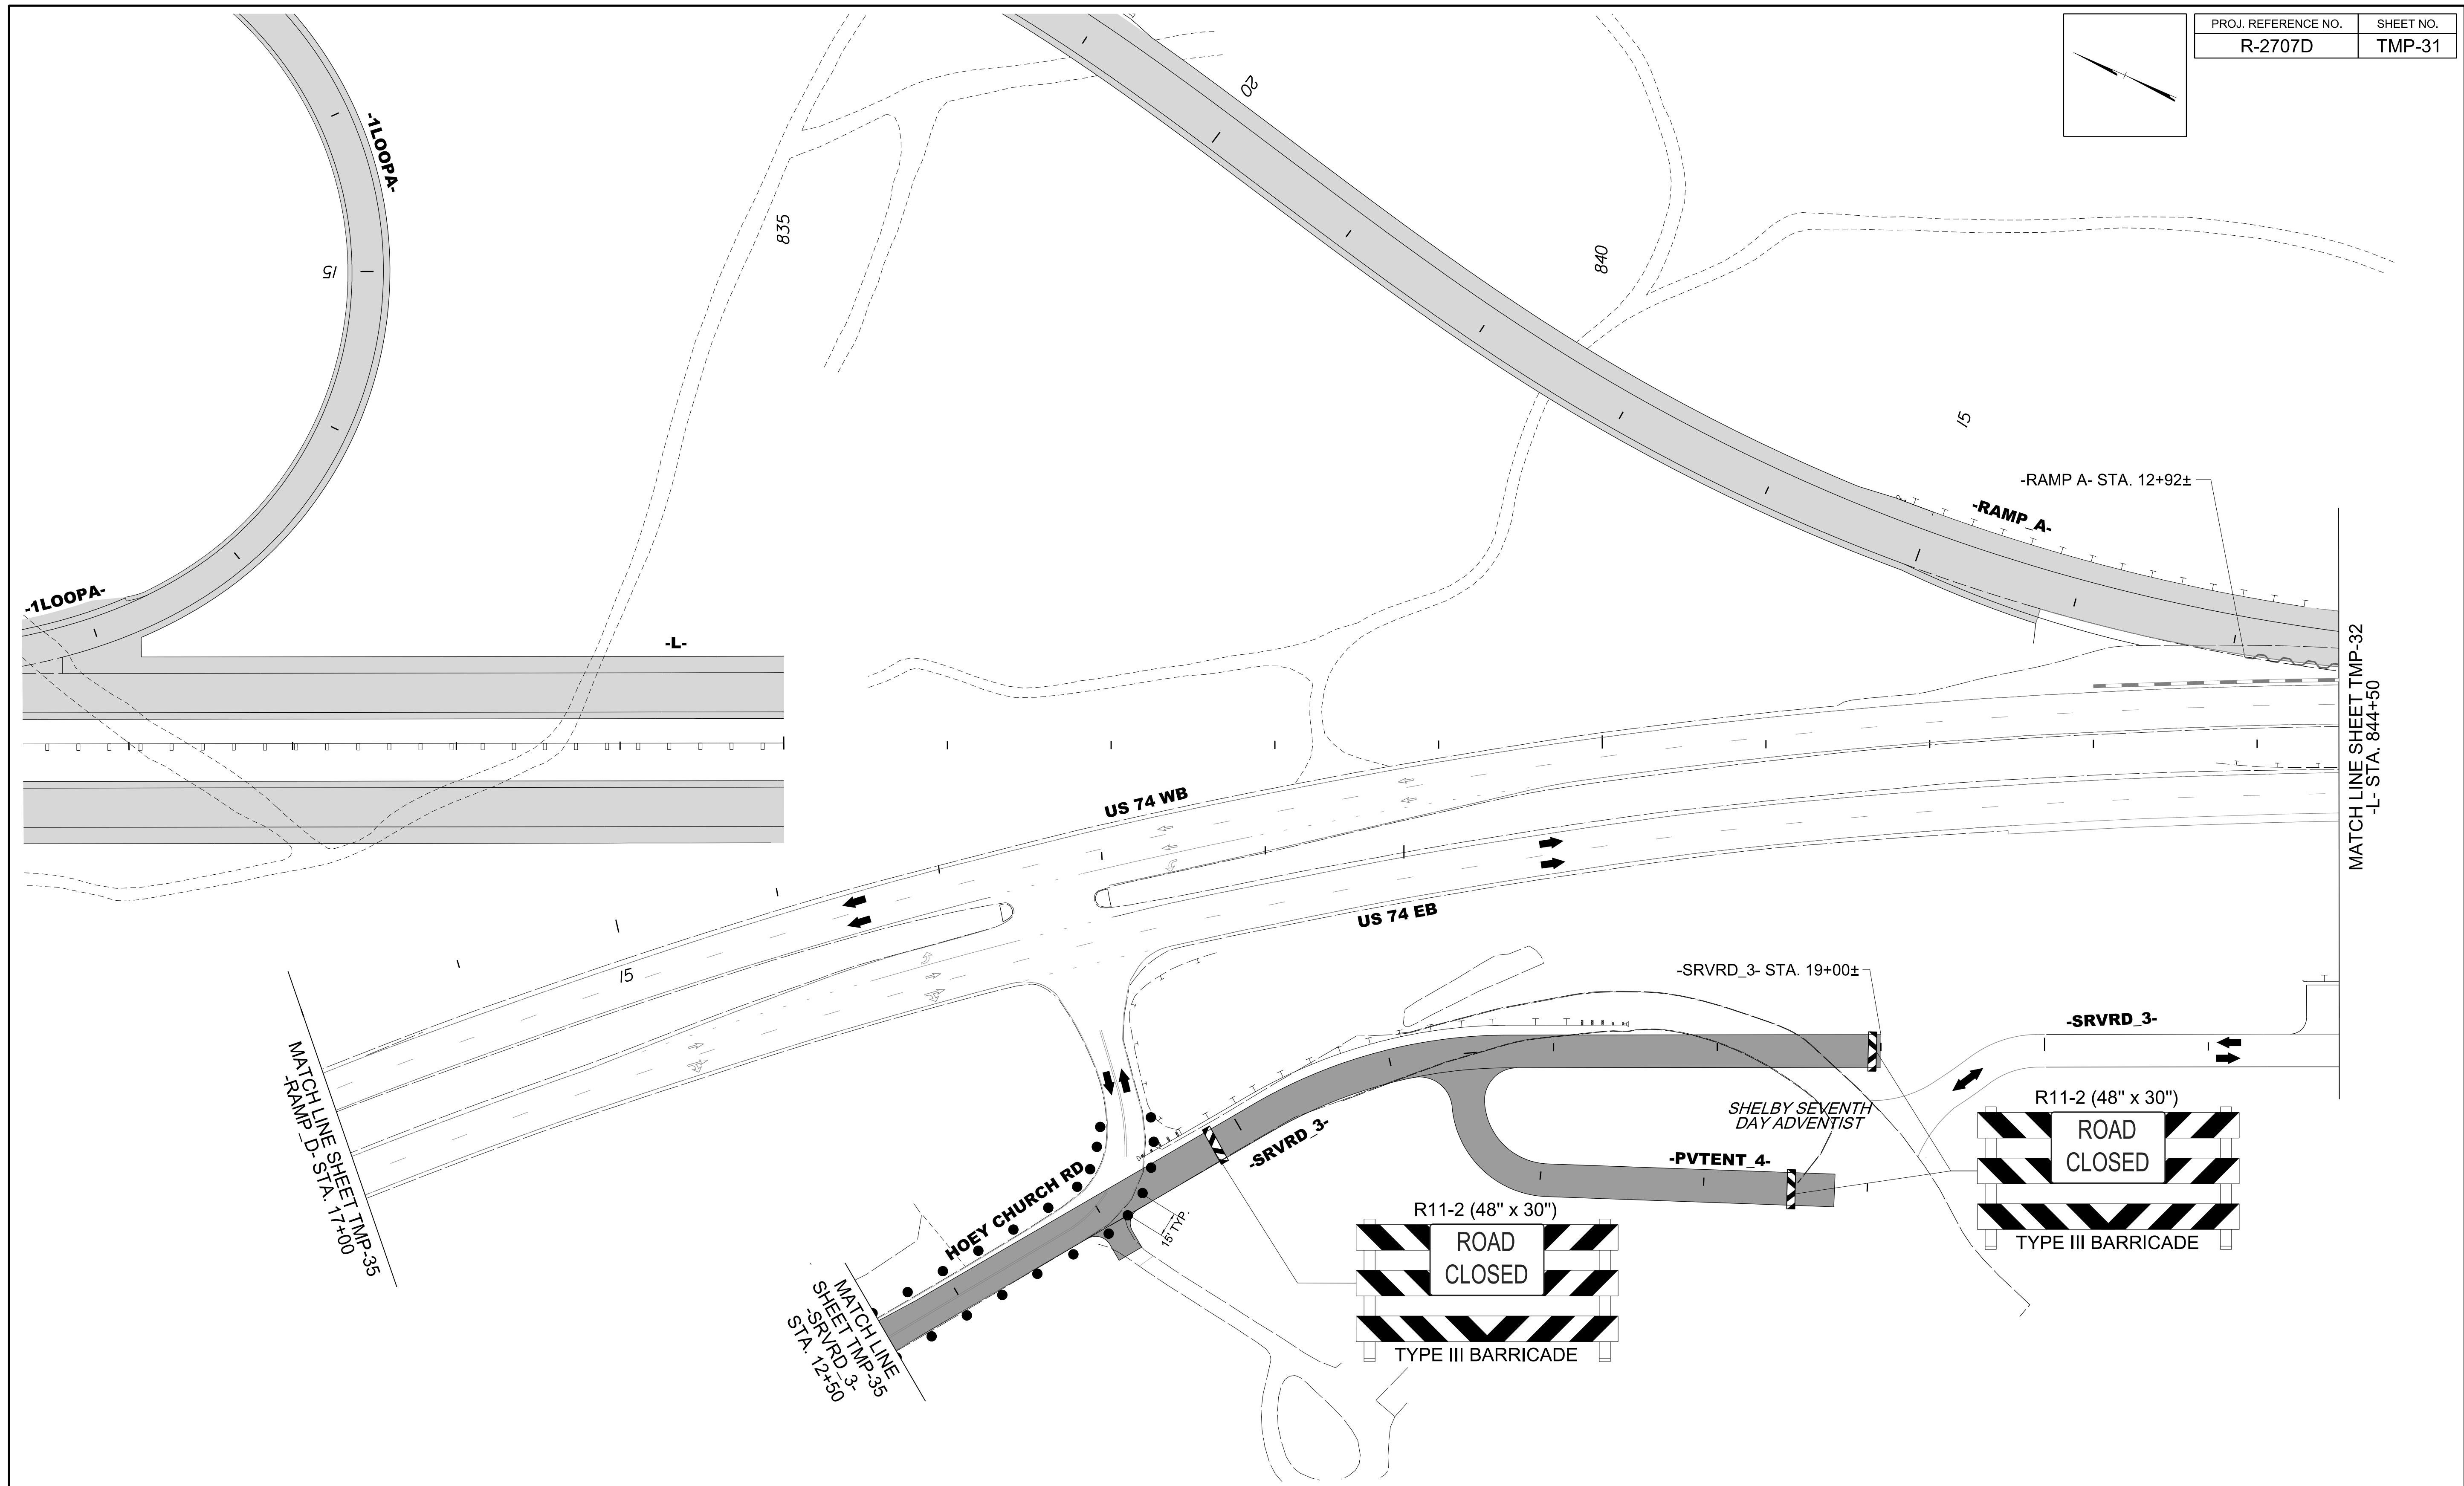 PROJ. REFERENCE NO.
SHEET NO.
R-2707D
TMP-31
20
-1LOOPA-
835
840
15
15
-RAMP A- STA. 12+92±
-RAMP_A-
-1LOOPA-
-L-
MATCH LINE SHEET TMP-32
-L- STA. 844+50
US 74 WB
US 74 EB
15
-SRVRD_3- STA. 19+00±
-SRVRD_3-
MATCH LINE SHEET TMP-35
-RAMP_D- STA. 17+00
R11-2 (48" x 30")
ROAD
CLOSED
TYPE III BARRICADE
SHELBY SEVENTH
DAY ADVENTIST
-SRVRD_3-
-PVTENT_4-
HOEY CHURCH RD
15' TYP.
R11-2 (48" x 30")
ROAD
CLOSED
TYPE III BARRICADE
MATCH LINE
SHEET TMP-35
-SRVRD_3-
STA. 12+50